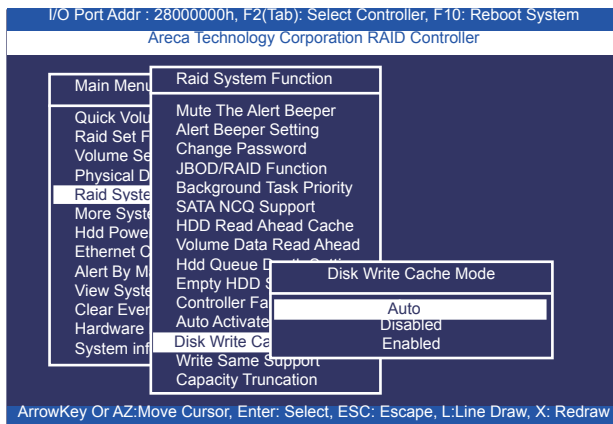 I/O Port Addr : 28000000h, F2(Tab): Select Controller, F10: Reboot System
Areca Technology Corporation RAID Controller
Main Menu
Quick Volu
Raid Set F
Volume Se
Physical D
Raid Syste
More Syste
Hdd Powe
Ethernet C
Alert By Ma
View Syste
Clear Even
Hardware
System inf
Raid System Function
Mute The Alert Beeper
Alert Beeper Setting
Change Password
JBOD/RAID Function
Background Task Priority
SATA NCQ Support
HDD Read Ahead Cache
Volume Data Read Ahead
Hdd Queue
Empty HDD
Controller Fa
Auto Activate
Disk Write Ca
Write Same Support
Capacity Truncation
Disk Write Cache Mode
Auto
Disabled
Enabled
ArrowKey Or AZ:Move Cursor, Enter: Select, ESC: Escape, L:Line Draw, X: Redraw